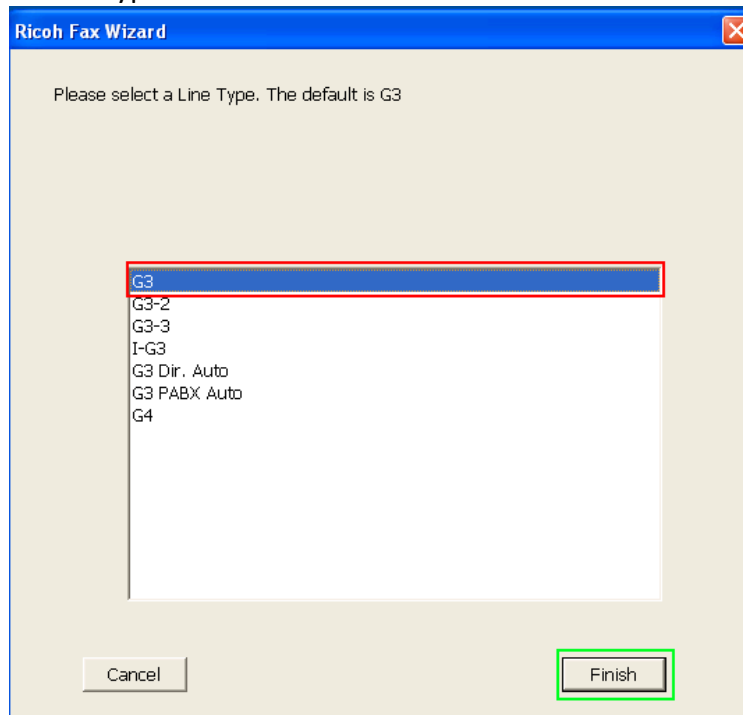 Ricoh Fax Wizard
Please select a Line Type. The default is G3
G3
G3-2
G3-3
I-G3
G3 Dir. Auto
G3 PABX Auto
G4
Cancel
Finish